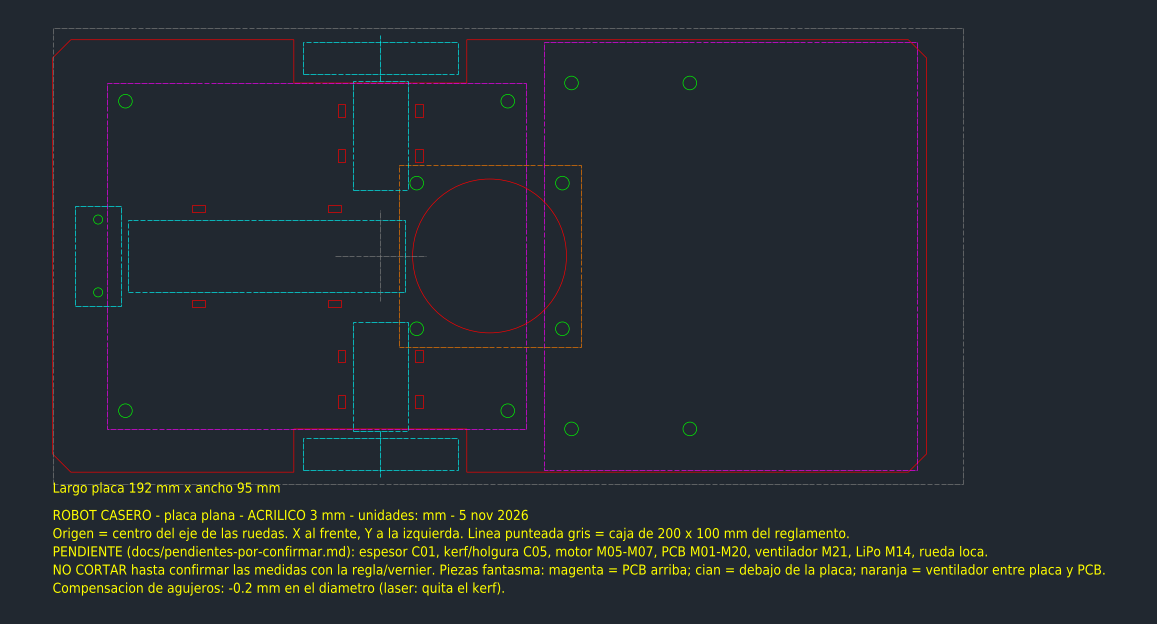 Largo placa 192 mm x ancho 95 mm
ROBOT CASERO - placa plana - ACRILICO 3 mm - unidades: mm - 5 nov 2026
Origen = centro del eje de las ruedas. X al frente, Y a la izquierda. Linea punteada gris = caja de 200 x 100 mm del reglamento.
PENDIENTE (docs/pendientes-por-confirmar.md): espesor C01, kerf/holgura C05, motor M05-M07, PCB M01-M20, ventilador M21, LiPo M14, rueda loca.
NO CORTAR hasta confirmar las medidas con la regla/vernier. Piezas fantasma: magenta = PCB arriba; cian = debajo de la placa; naranja = ventilador entre placa y PCB.
Compensacion de agujeros: -0.2 mm en el diametro (laser: quita el kerf).